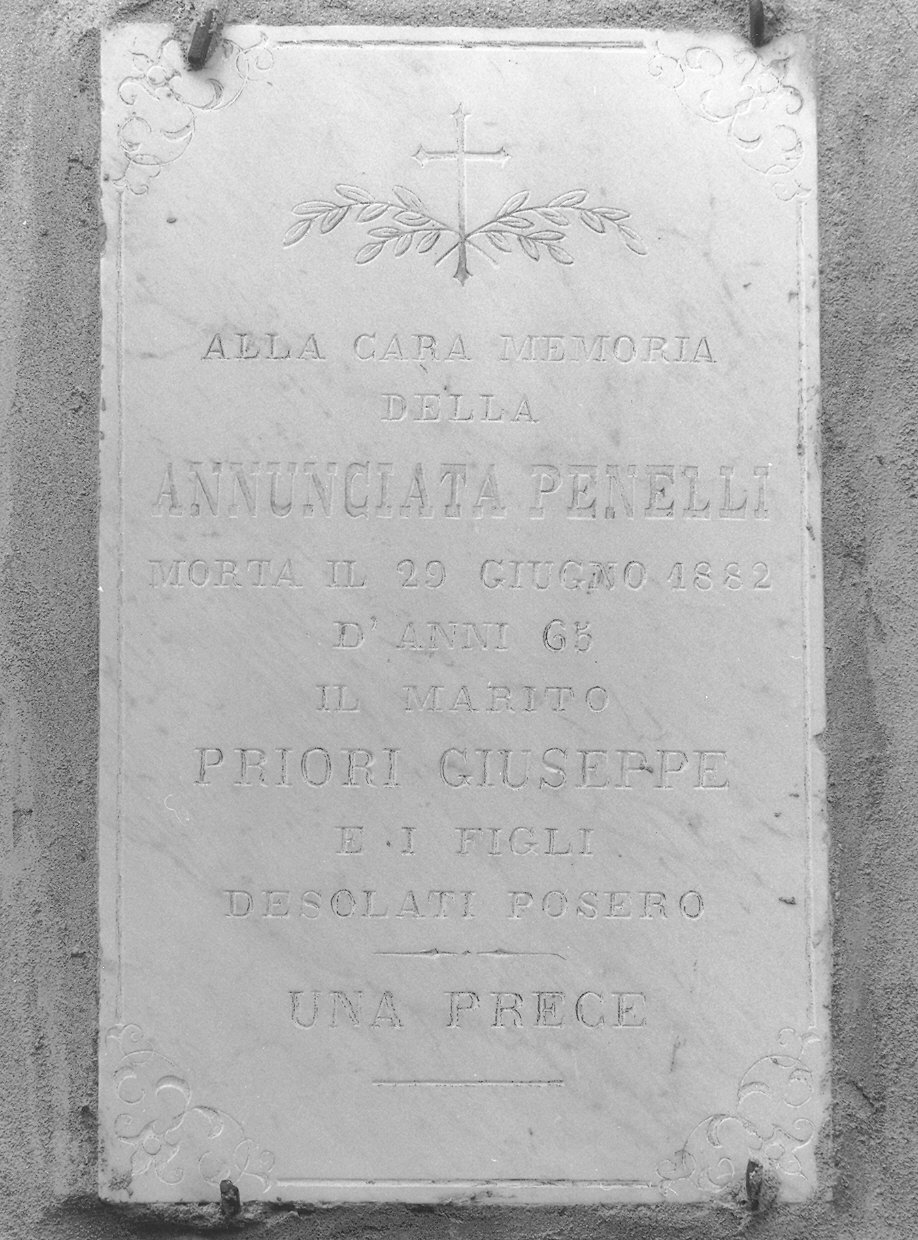 ALLA CARA MEMORIA
DELLA
ANNUNCIATA PENELLI
MORTA IL 29 GIUGNO 1882
D' ANNI 65
IL MARITO
PRIORI GIUSEPPE
E I FIGLI
DESOLATI POSERO
UNA PRECE